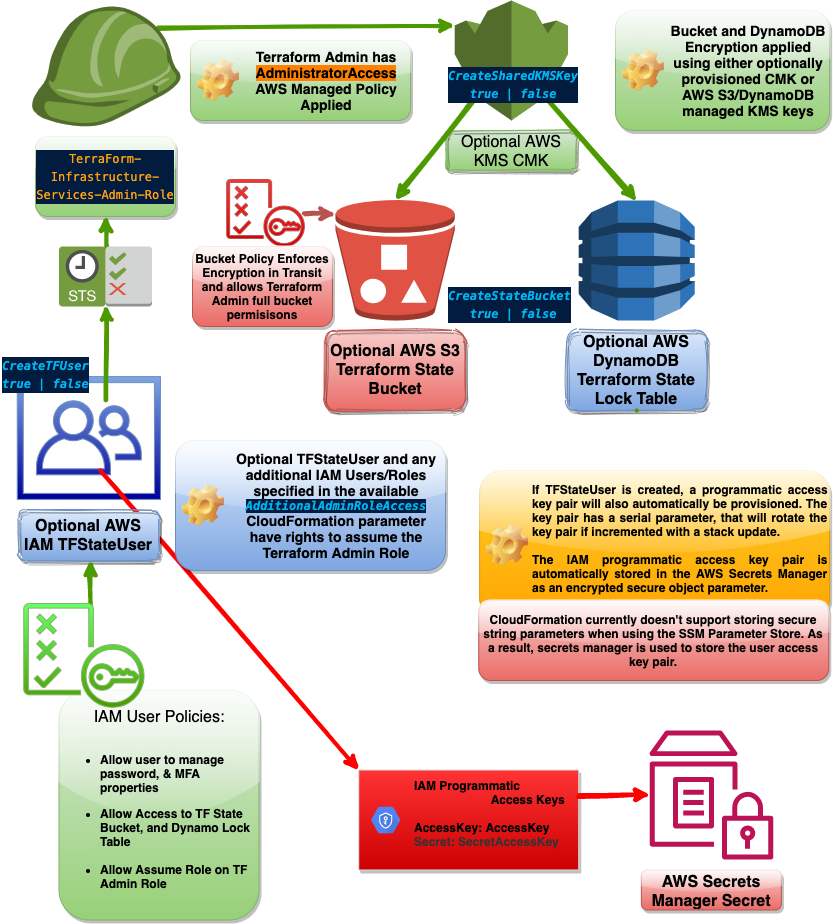 Terraform Admin has
AdministratorAccess
AWS Managed Policy
Applied
CreateSharedKMSKey
true | false
Bucket and DynamoDB
Encryption applied
using either optionally
provisioned CMK or
AWS S3/DynamoDB
managed KMS keys
Optional AWS
KMS CMK
TerraForm-
Infrastructure-
Services-Admin-Role
STS
Bucket Policy Enforces
Encryption in Transit
and allows Terraform
Admin full bucket
permisisons
CreateStateBucket
true | false
Optional AWS S3
Terraform State
Bucket
Optional AWS
DynamoDB
Terraform State
Lock Table
CreateTFUser
true | false
Optional AWS
IAM TFStateUser
Optional TFStateUser and any
additional IAM Users/Roles
specified in the available
AdditionalAdminRoleAccess
CloudFormation parameter
have rights to assume the
Terraform Admin Role
If TFStateUser is created, a programmatic access
key pair will also automatically be provisioned. The
key pair has a serial parameter, that will rotate the
key pair if incremented with a stack update.
The IAM programmatic access key pair is
automatically stored in the AWS Secrets Manager
as an encrypted secure object parameter.
CloudFormation currently doesn't support storing secure
string parameters when using the SSM Parameter Store. As
a result, secrets manager is used to store the user access
key pair.
IAM User Policies:
• Allow user to manage
password, & MFA
properties
• Allow Access to TF State
Bucket, and Dynamo Lock
Table
• Allow Assume Role on TF
Admin Role
IAM Programmatic
Access Keys
AccessKey: AccessKey
Secret: SecretAccessKey
AWS Secrets
Manager Secret